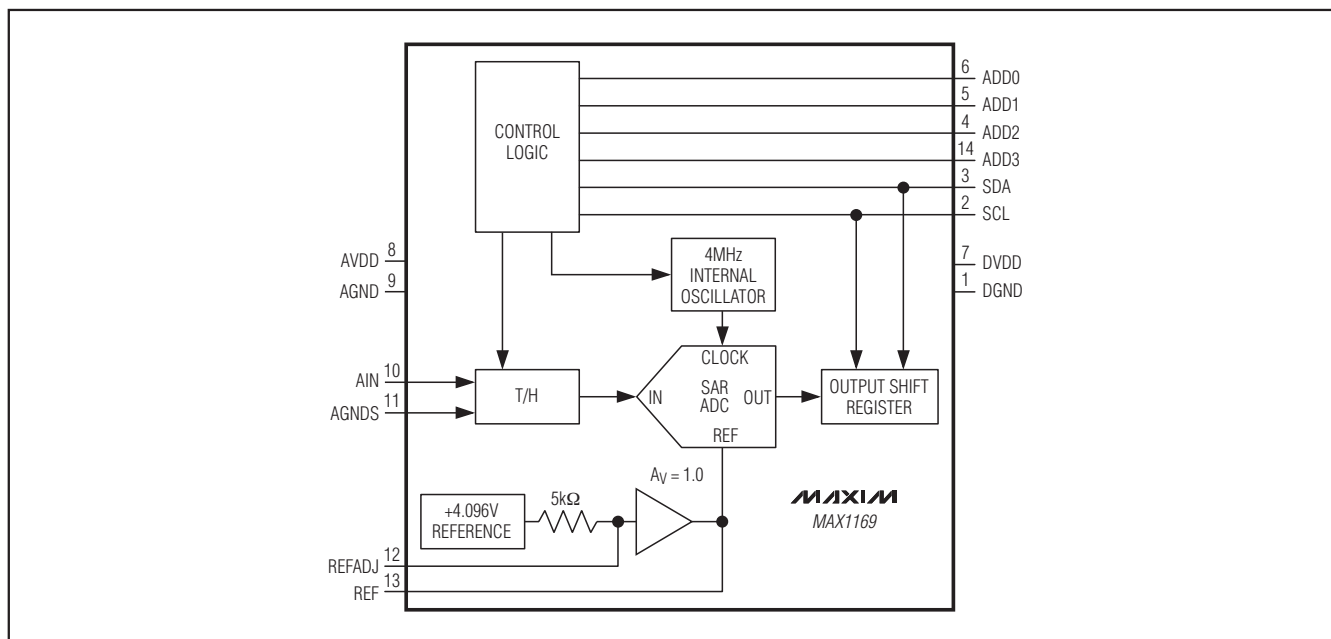 CONTROL
LOGIC
6
ADD0
5
ADD1
4
ADD2
14
ADD3
3
SDA
2
SCL
AVDD
8
AGND
9
4MHz
INTERNAL
OSCILLATOR
7
DVDD
1
DGND
AIN
10
AGNDS
11
T/H
CLOCK
IN
SAR
ADC
OUT
REF
OUTPUT SHIFT
REGISTER
+4.096V
REFERENCE
5kΩ
AV = 1.0
MAXIM
MAX1169
REFADJ
12
REF
13